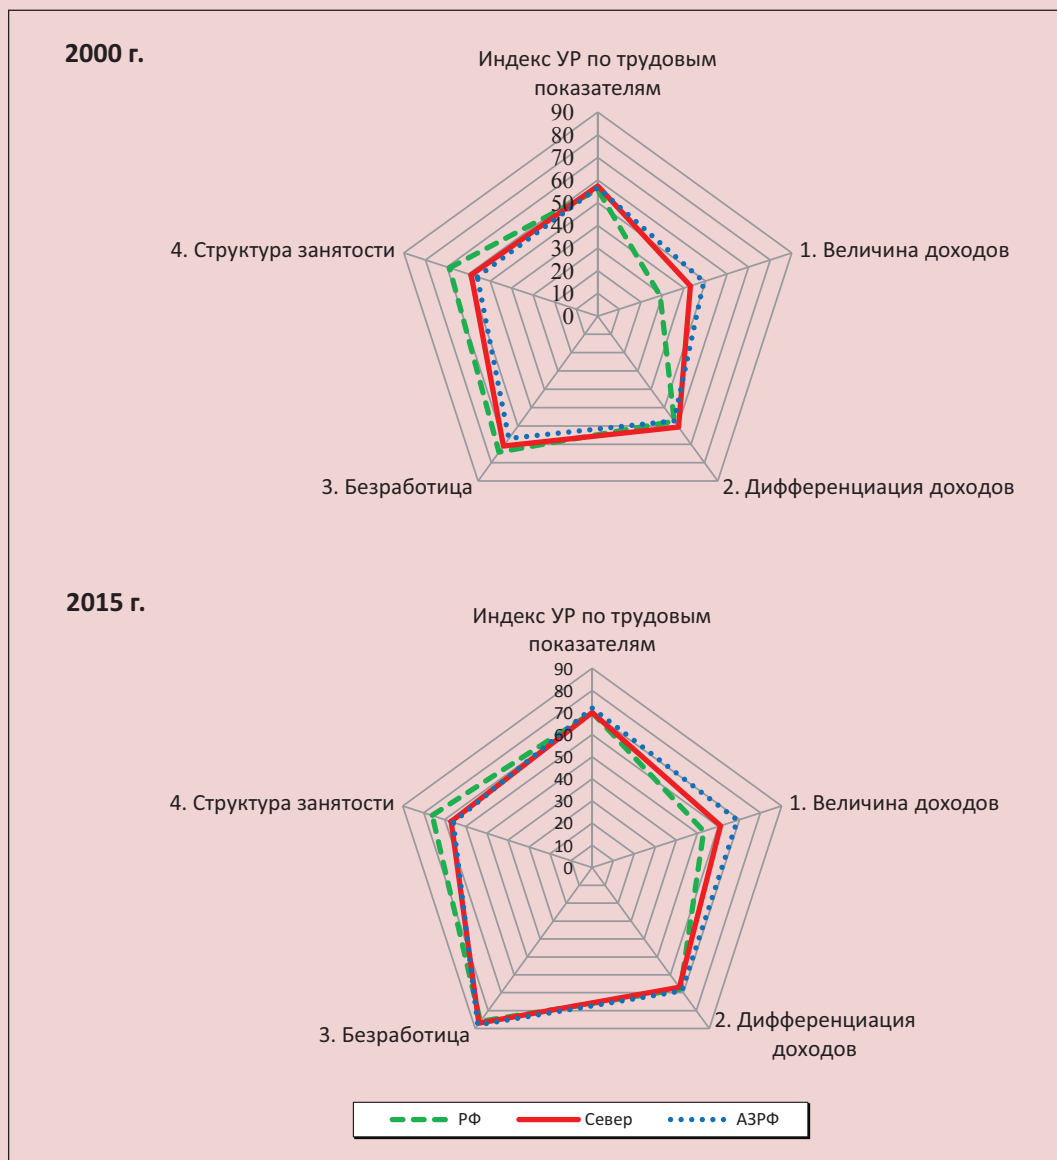 2000 г.
Индекс УР по трудовым
показателям
90
80
70
60
50
40
30
20
10
0
4. Структура занятости
1. Величина доходов
3. Безработица
2. Дифференциация доходов
2015 г.
Индекс УР по трудовым
показателям
90
80
70
60
50
40
30
20
10
0
4. Структура занятости
1. Величина доходов
3. Безработица
2. Дифференциация
доходов
РФ
Север
АЗРФ